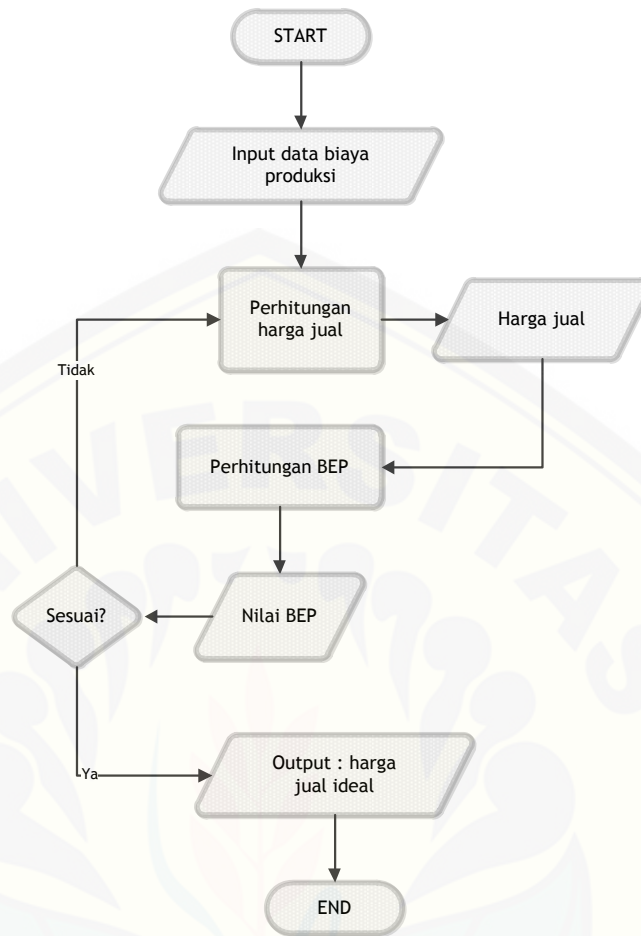 START
Input data biaya
produksi
Perhitungan
harga jual
Harga jual
Tidak
Perhitungan BEP
Sesuai?
Nilai BEP
Ya
Output : harga
jual ideal
END
UNIVERSITAS